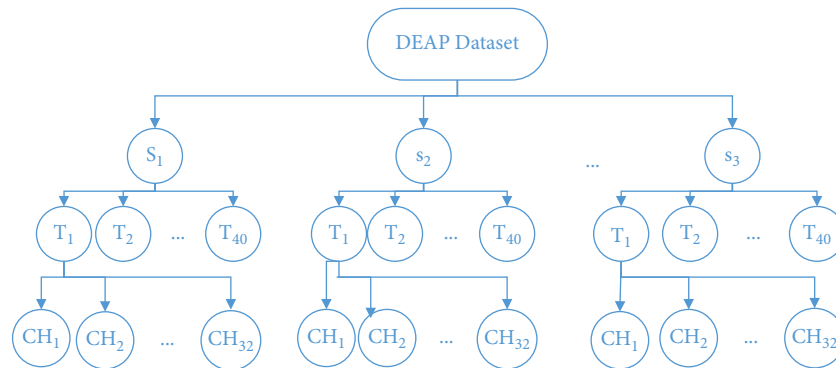 DEAP Dataset
S₁ s₂ ... s₃
T₁ T₂ ... T₄₀ T₁ T₂ ... T₄₀ T₁ T₂ ... T₄₀
CH₁ CH₂ ... CH₃₂ CH₁ CH₂ ... CH₃₂ CH₁ CH₂ ... CH₃₂